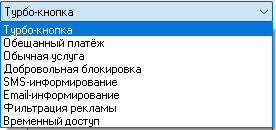 Турбо-кнопка
Турбо-кнопка
Обещанный платёж
Обычная услуга
Добровольная блокировка
SMS-информирование
Email-информирование
Фильтрация рекламы
Временный доступ